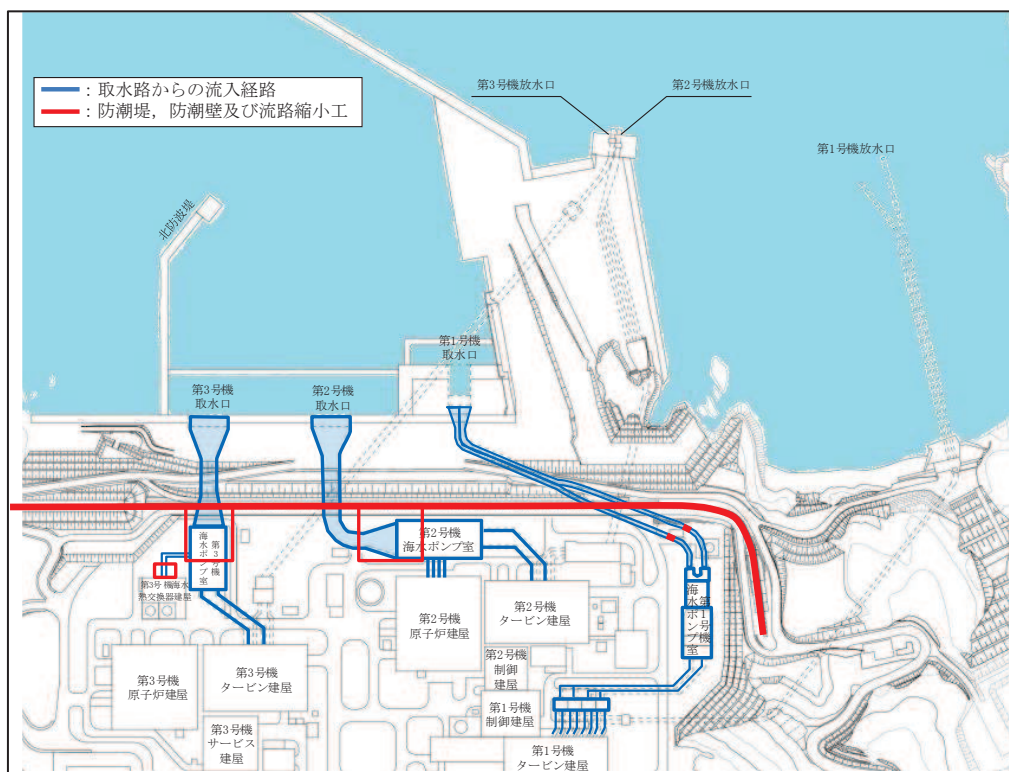 ：取水路からの流入経路
：防潮堤，防潮壁及び流路縮小工
第3号機放水口
第2号機放水口
第1号機放水口
北防波堤
第1号機
取水口
第3号機
取水口
第2号機
取水口
第3号機
海水ポンプ室
第2号機
海水ポンプ室
第3号機海水
熱交換器建屋
第1号機
海水ポンプ室
第2号機
原子炉建屋
第2号機
タービン建屋
第2号機
制御
建屋
第3号機
原子炉建屋
第3号機
タービン建屋
第1号機
制御建屋
第3号機
サービス
建屋
第1号機
タービン建屋